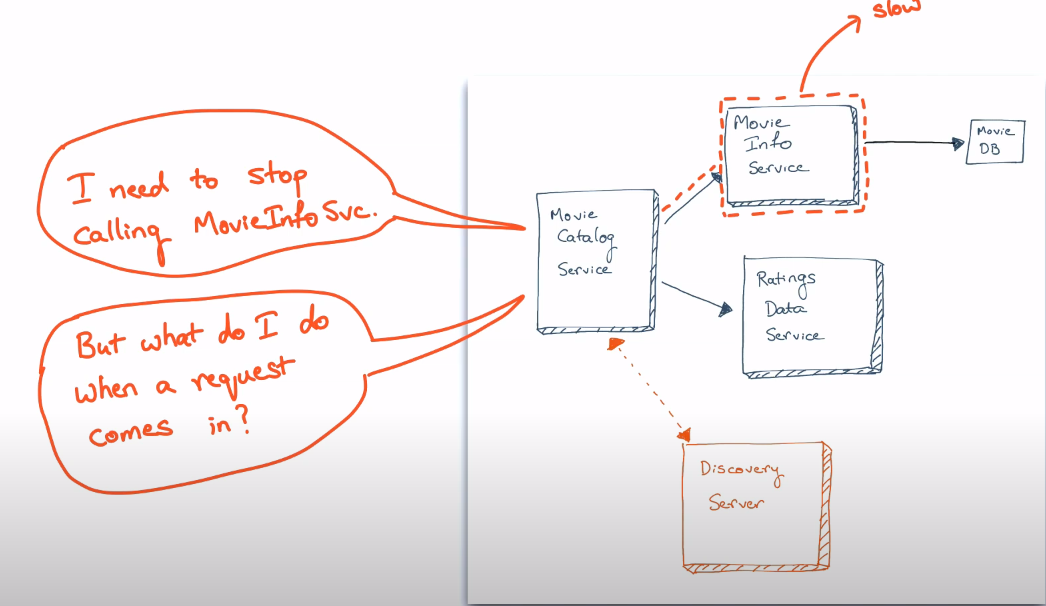 slow
I need to stop
calling MovieInfoSvc.
But what do I do
when a request
comes in?
Movie
Catalog
Service
Movie
Info
Service
Movie
DB
Ratings
Data
Service
Discovery
Server